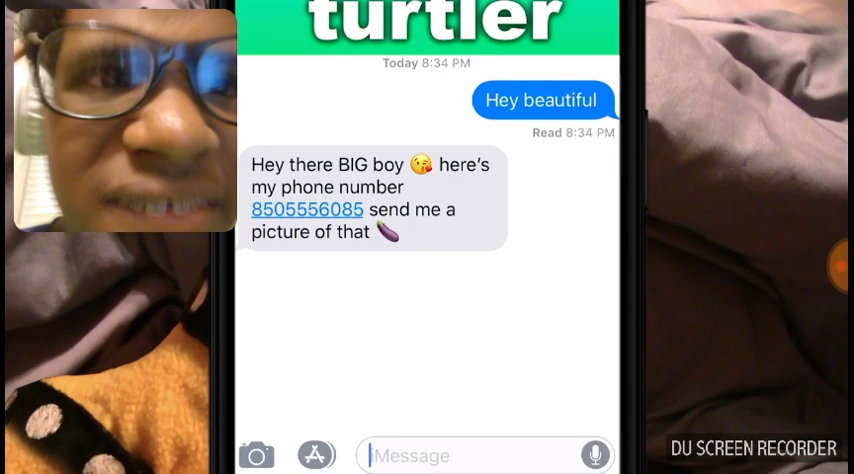 turtler
Today 8:34 PM
Hey beautiful
Read 8:34 PM
Hey there BIG boy 😘 here's
my phone number
8505556085 send me a
picture of that 🍆
iMessage
DU SCREEN RECORDER